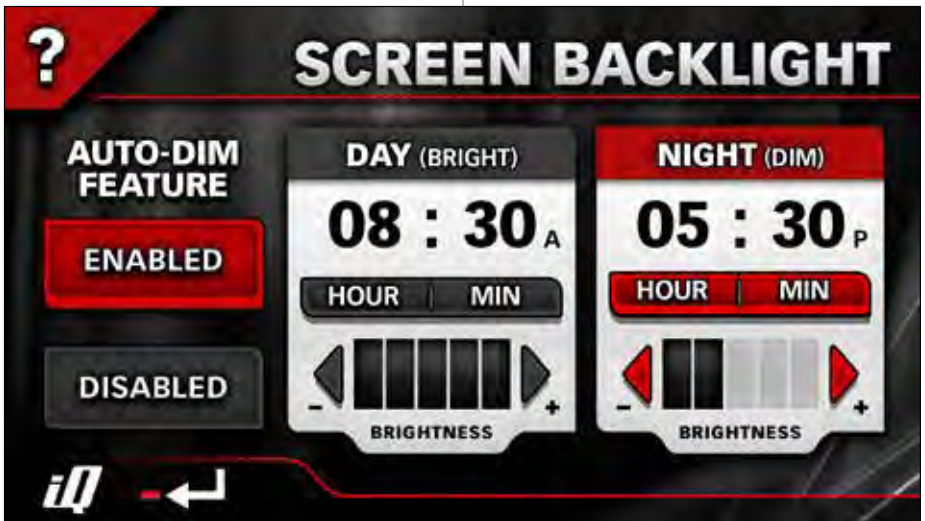 ?
SCREEN BACKLIGHT
AUTO-DIM
FEATURE
ENABLED
DISABLED
DAY (BRIGHT)
08 : 30 A
HOUR | MIN
- +
BRIGHTNESS
NIGHT (DIM)
05 : 30 P
HOUR | MIN
- +
BRIGHTNESS
iQ